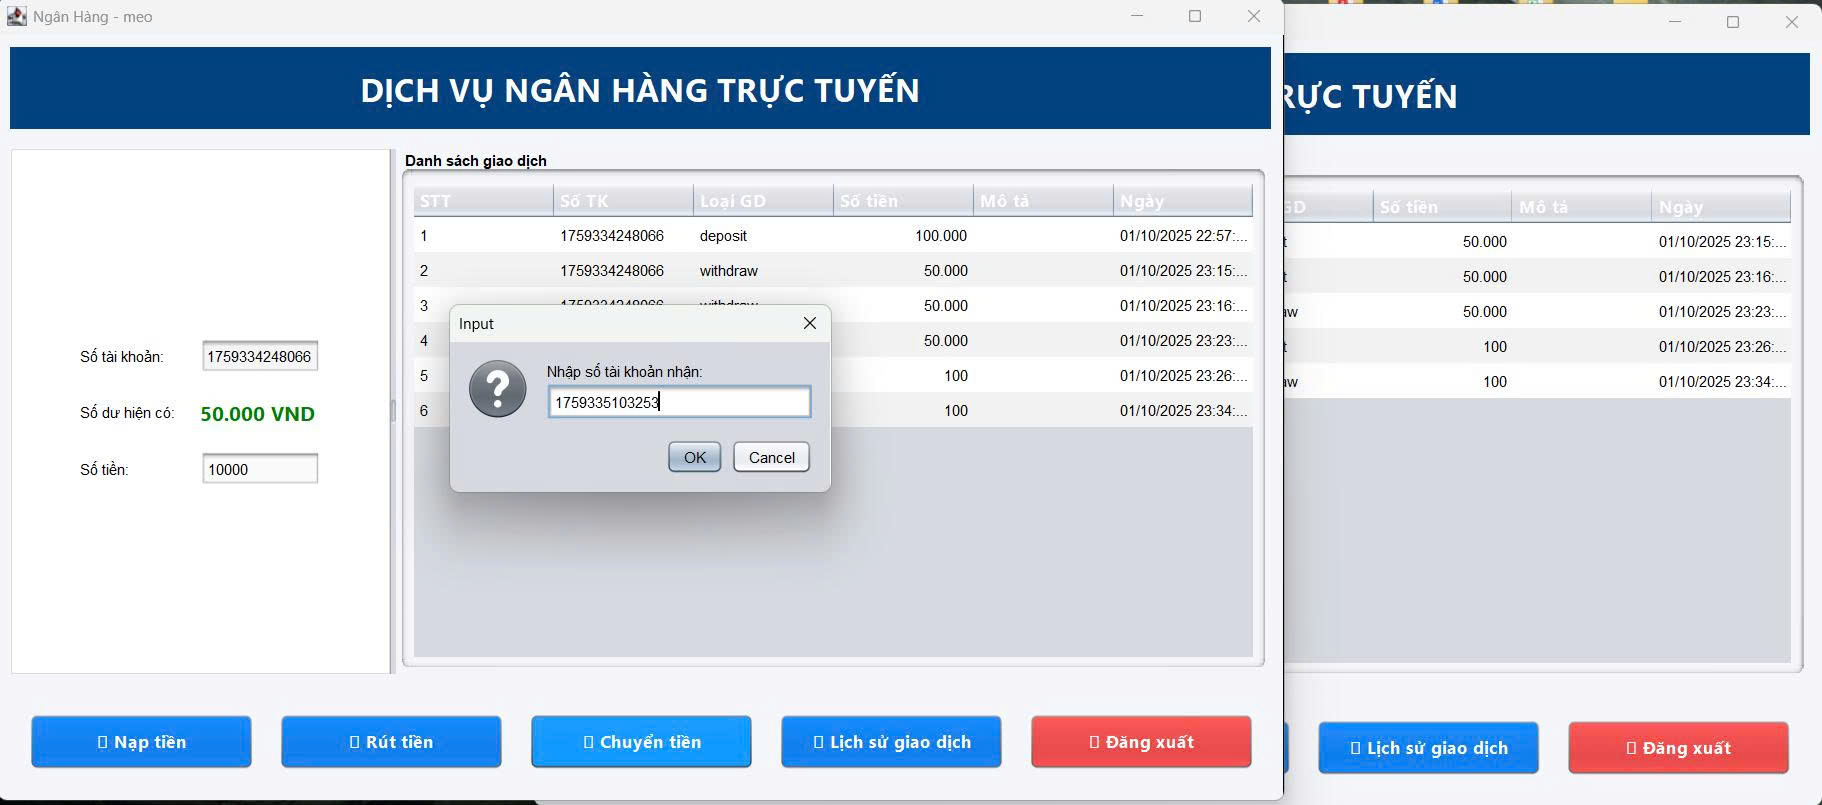 Ngân Hàng - meo
DỊCH VỤ NGÂN HÀNG TRỰC TUYẾN
Số tài khoản: 1759334248066
Số dư hiện có: 50.000 VND
Số tiền: 10000
Danh sách giao dịch
STT Số TK Loại GD Số tiền Mô tả Ngày
1 1759334248066 deposit 100.000 01/10/2025 22:57:...
2 1759334248066 withdraw 50.000 01/10/2025 23:15:...
3 1759334248066 withdraw 50.000 01/10/2025 23:16:...
4 50.000 01/10/2025 23:23:...
5 100 01/10/2025 23:26:...
6 100 01/10/2025 23:34:...
Input
Nhập số tài khoản nhận:
1759335103253
OK Cancel
Nạp tiền Rút tiền Chuyển tiền Lịch sử giao dịch Đăng xuất
RỰC TUYẾN
GD Số tiền Mô tả Ngày
t 50.000 01/10/2025 23:15:...
t 50.000 01/10/2025 23:16:...
aw 50.000 01/10/2025 23:23:...
t 100 01/10/2025 23:26:...
aw 100 01/10/2025 23:34:...
Lịch sử giao dịch Đăng xuất